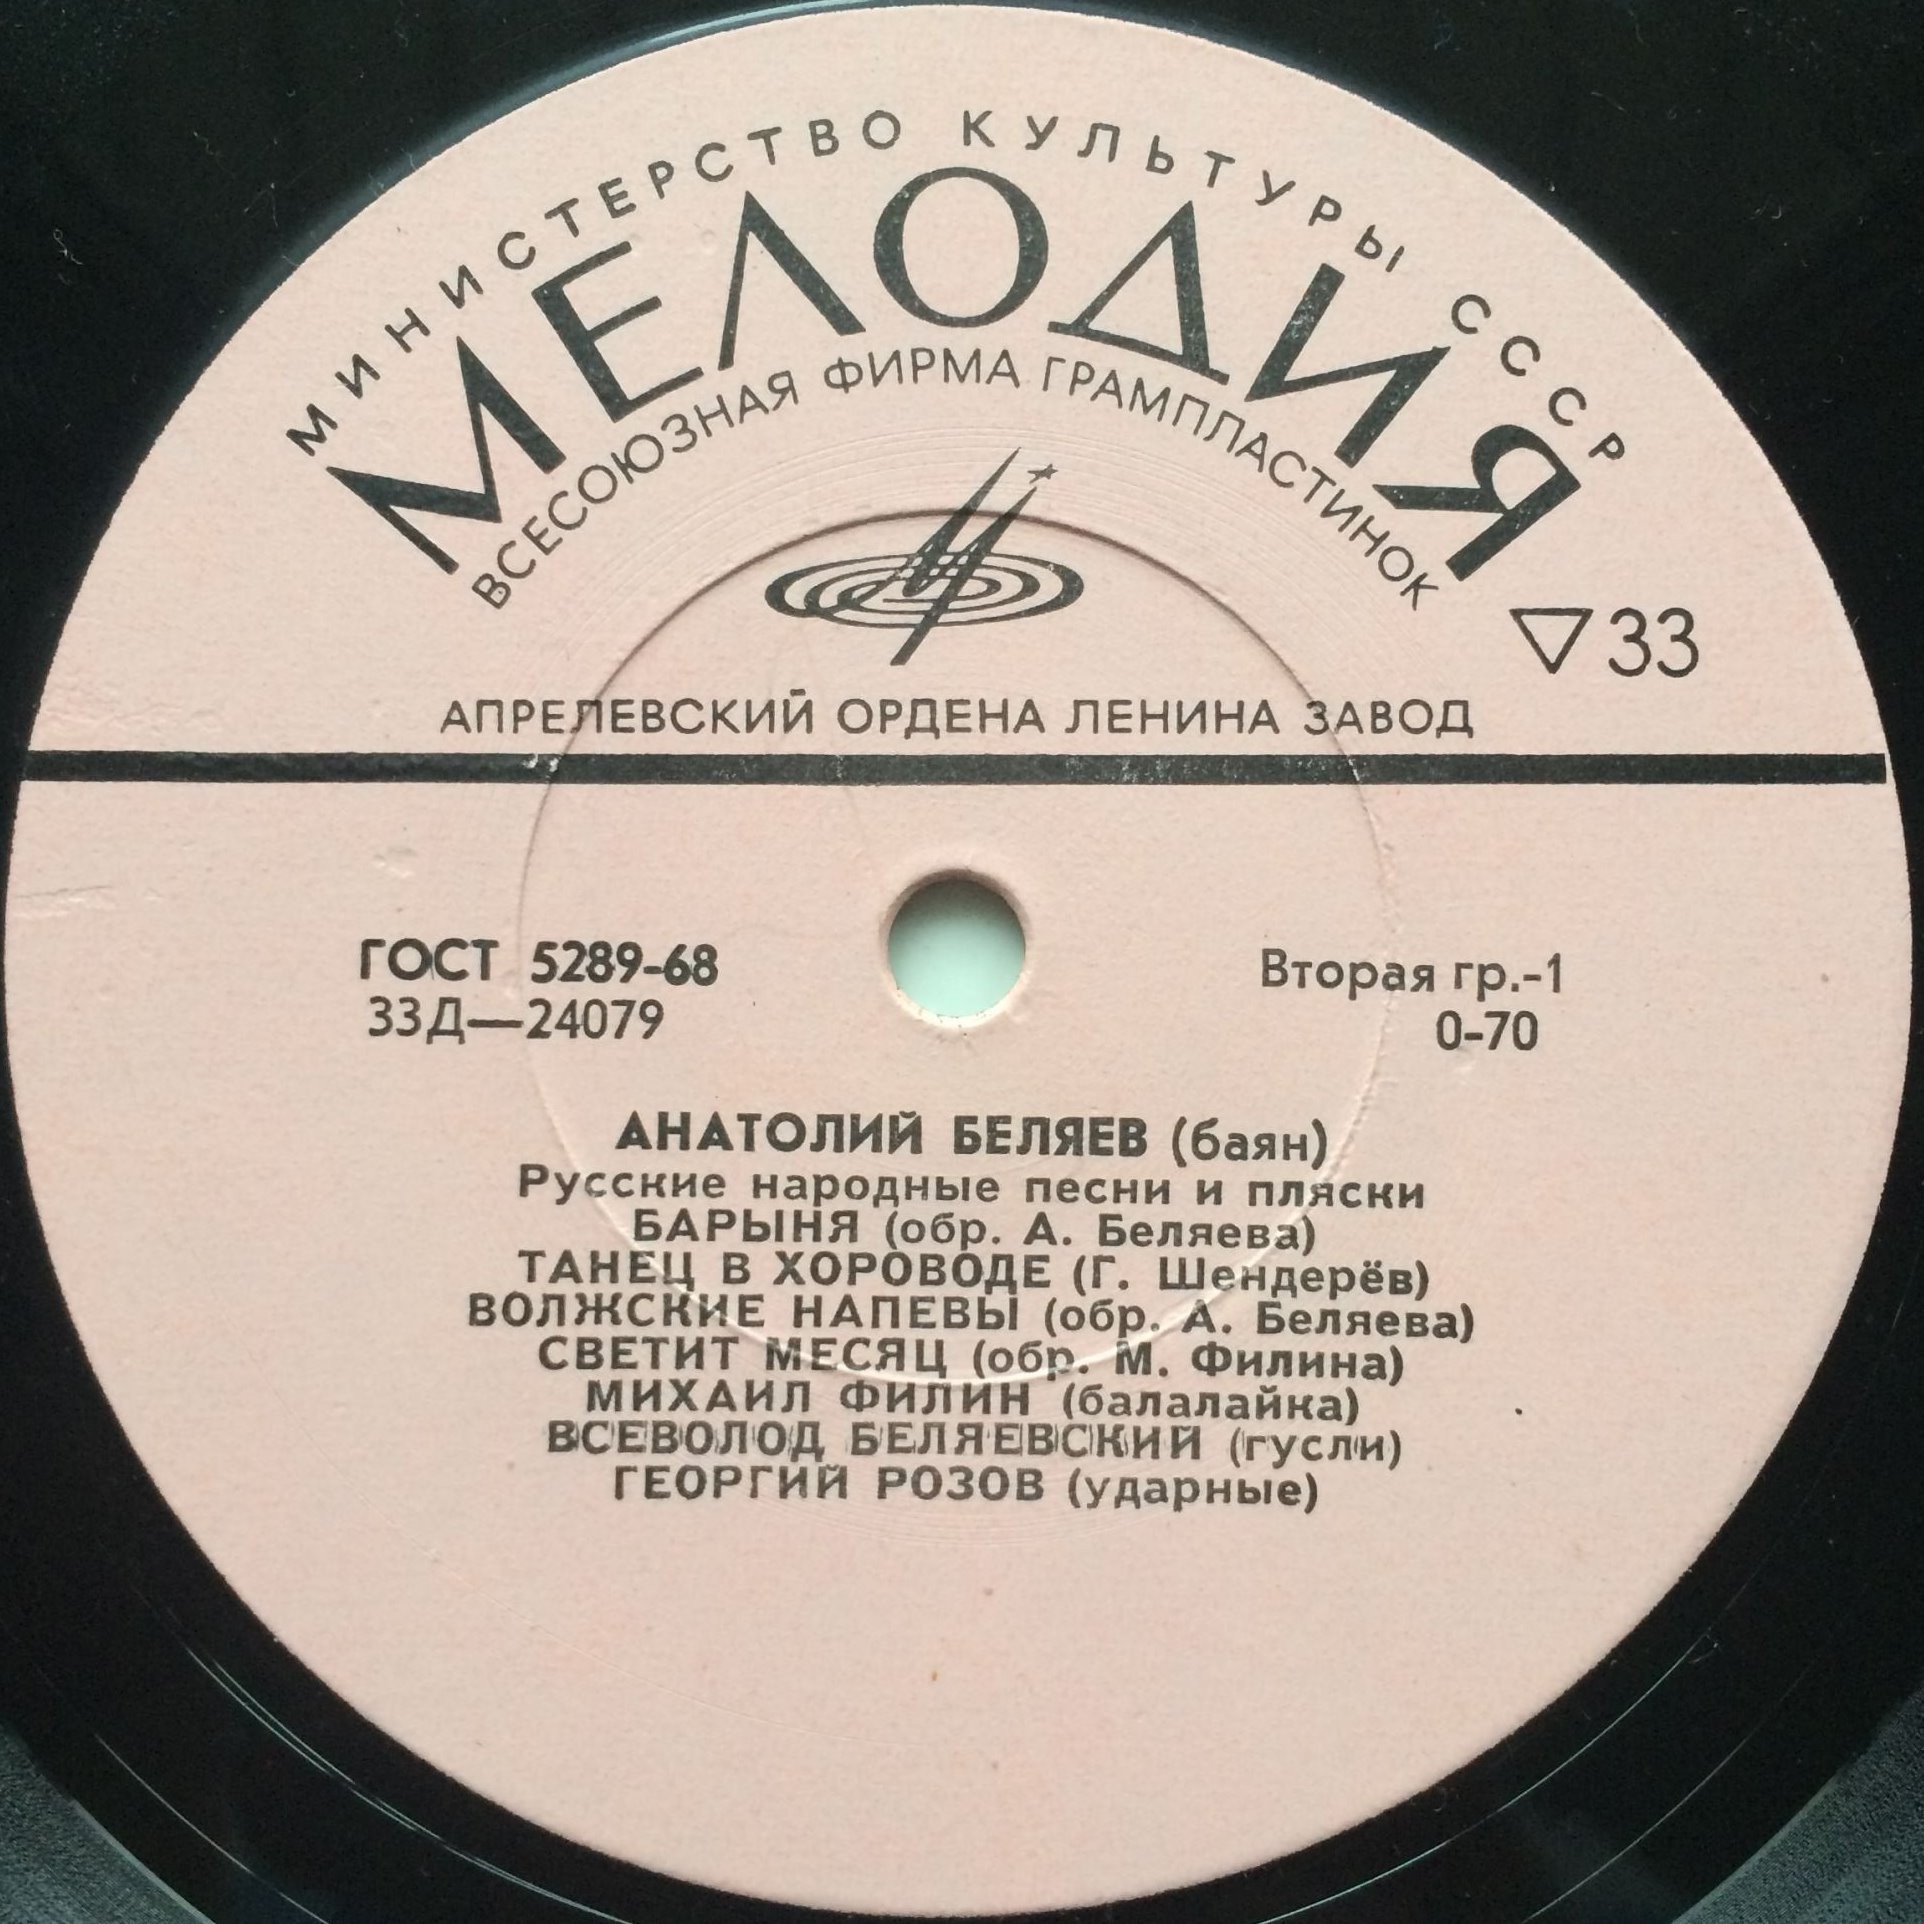 МИНИСТЕРСТВО КУЛЬТУРЫ СССР
МЕЛОДИЯ
ВСЕСОЮЗНАЯ ФИРМА ГРАМПЛАСТИНОК
33
АПРЕЛЕВСКИЙ ОРДЕНА ЛЕНИНА ЗАВОД
ГОСТ 5289-68
33Д—24079
Вторая гр.-1
0-70
АНАТОЛИЙ БЕЛЯЕВ (баян)
Русские народные песни и пляски
БАРЫНЯ (обр. А. Беляева)
ТАНЕЦ В ХОРОВОДЕ (Г. Шендерёв)
ВОЛЖСКИЕ НАПЕВЫ (обр. А. Беляева)
СВЕТИТ МЕСЯЦ (обр. М. Филина)
МИХАИЛ ФИЛИН (балалайка)
ВСЕВОЛОД БЕЛЯЕВСКИЙ (гусли)
ГЕОРГИЙ РОЗОВ (ударные)